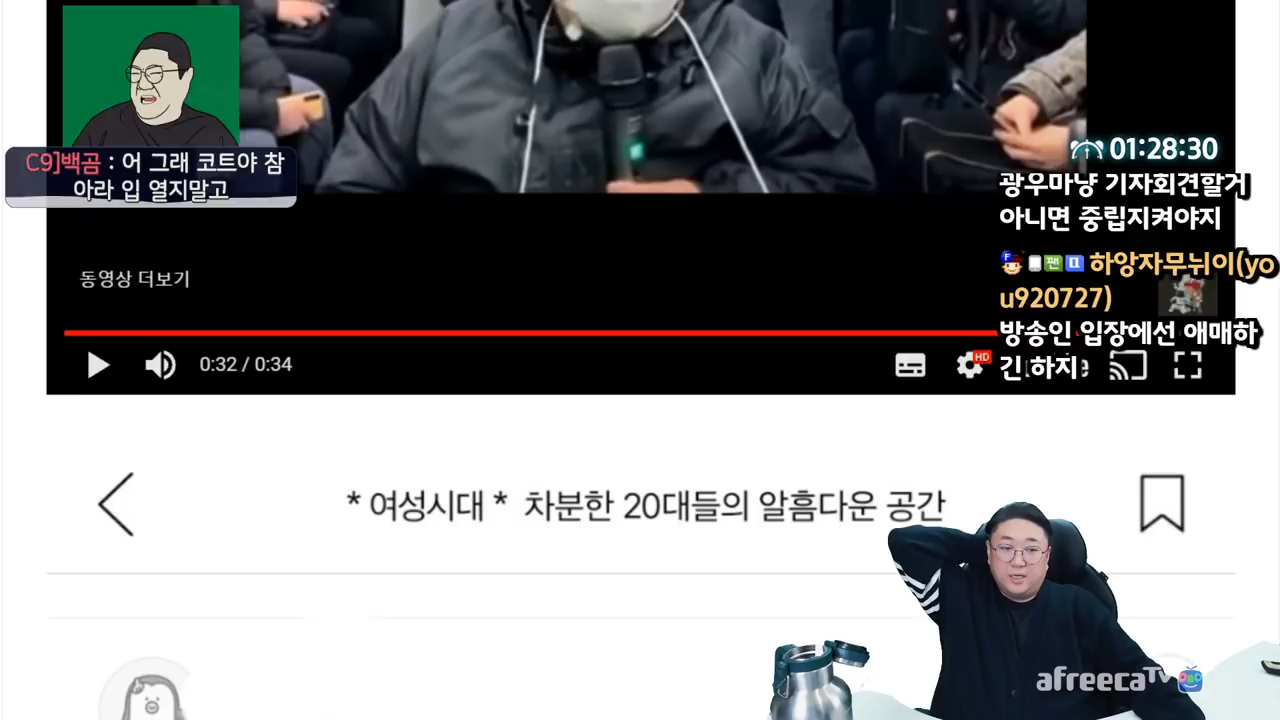 C9]백곰 : 어 그래 코트야 참
아라 입 열지말고
01:28:30
광우마냥 기자회견할거
아니면 중립지켜야지
F 팬 하앙자무뉘이(yo
u920727)
방송인 입장에선 애매하
긴 하지
동영상 더보기
0:32 / 0:34
HD
* 여성시대 * 차분한 20대들의 알흠다운 공간
afreecaTV